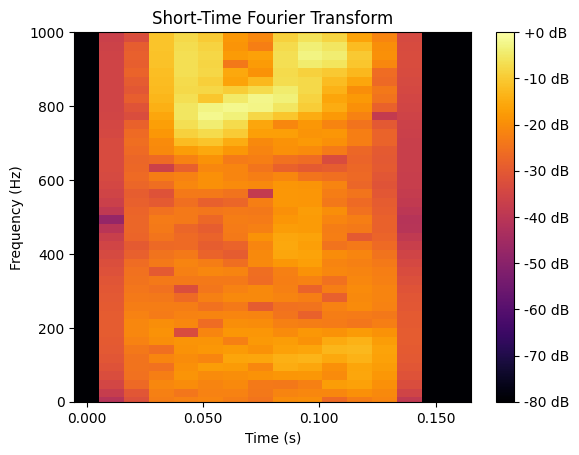 Short-Time Fourier Transform
1000
800
600
400
200
0
Frequency (Hz)
0.000
0.050
0.100
0.150
Time (s)
+0 dB
-10 dB
-20 dB
-30 dB
-40 dB
-50 dB
-60 dB
-70 dB
-80 dB